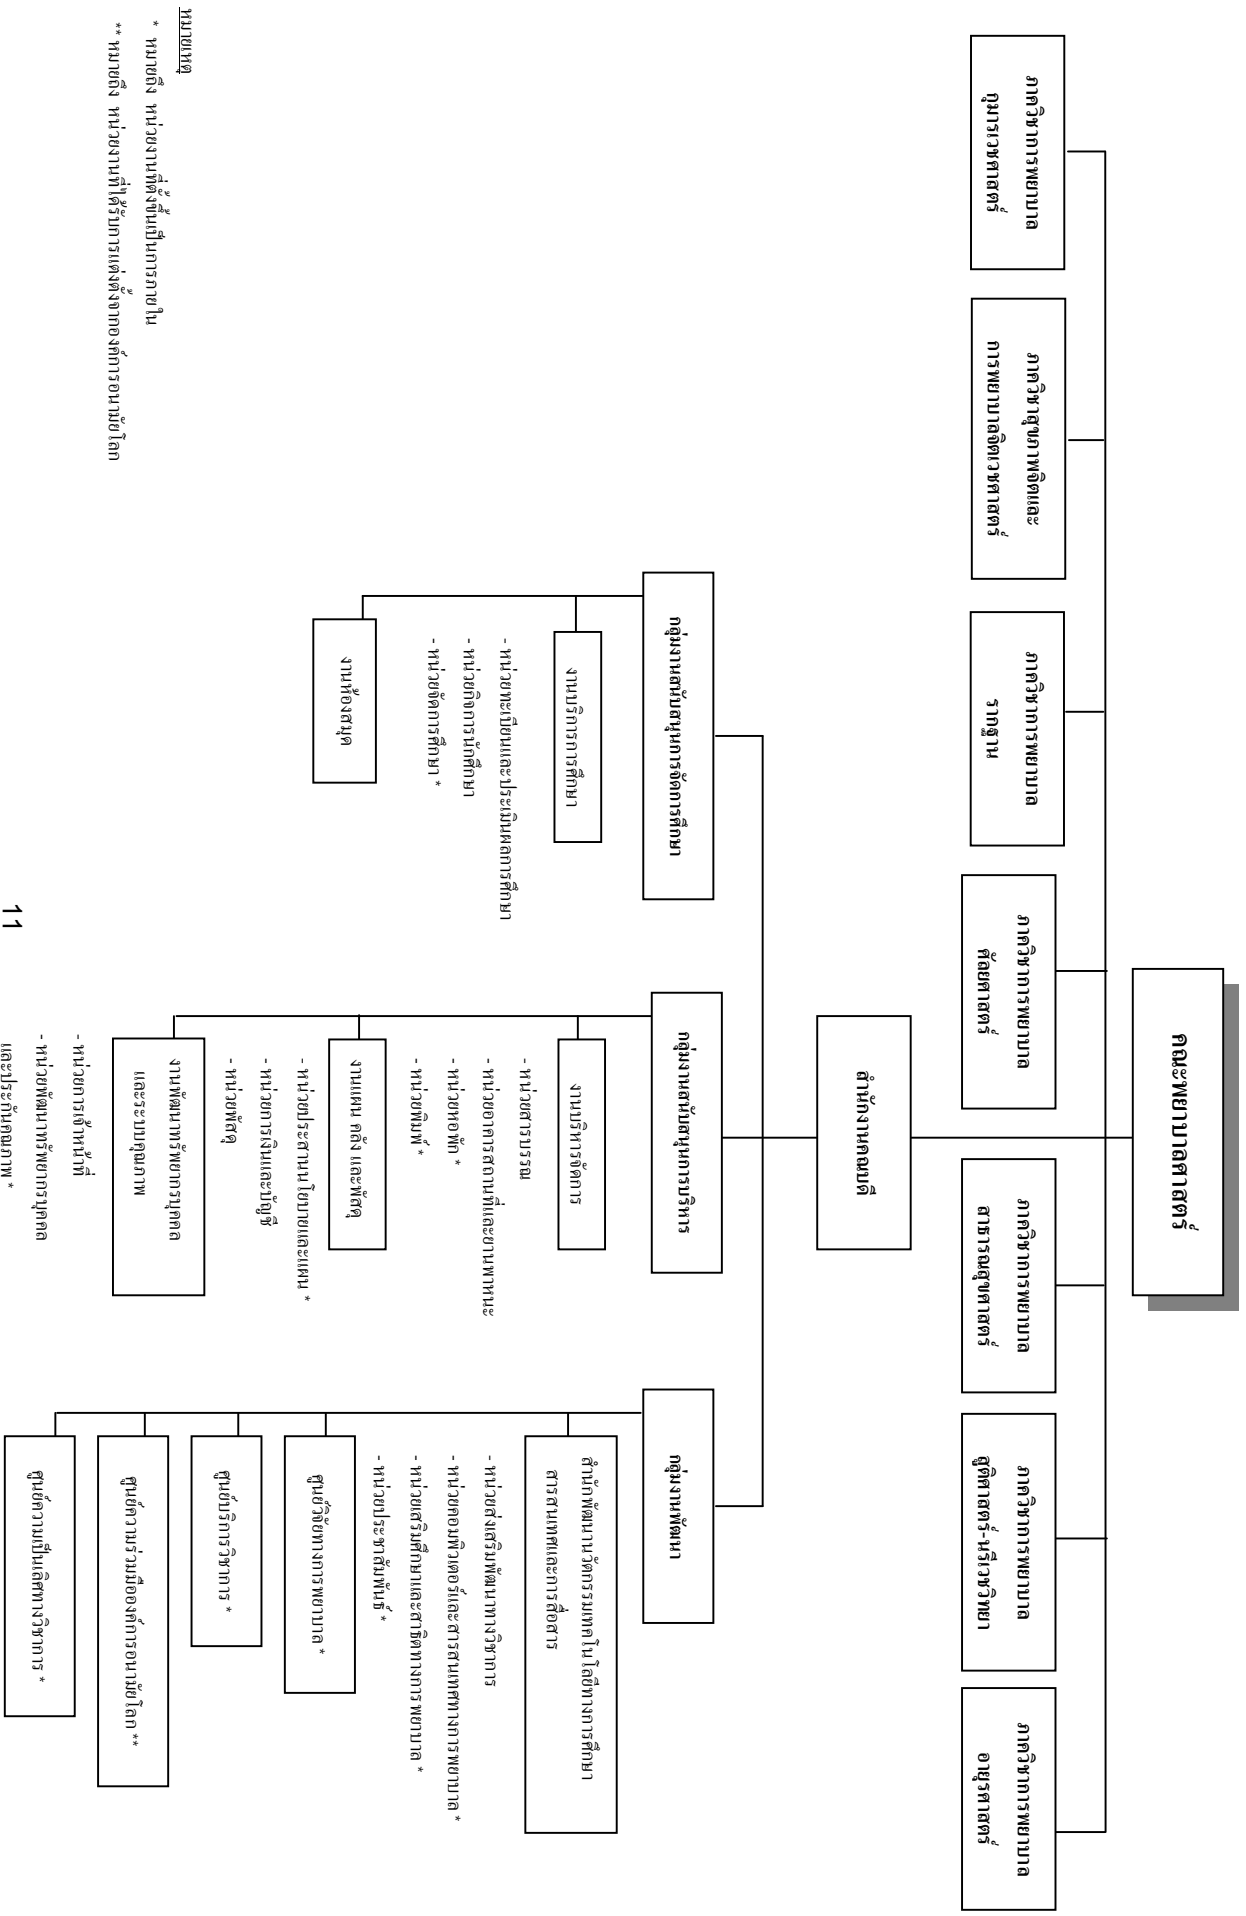 คณะพยาบาลศาสตร์
ภาควิชาการพยาบาล
กุมารเวชศาสตร์
ภาควิชาสุขภาพจิตและ
การพยาบาลจิตเวชศาสตร์
ภาควิชาการพยาบาล
รากฐาน
ภาควิชาการพยาบาล
ศัลยศาสตร์
ภาควิชาการพยาบาล
สาธารณสุขศาสตร์
ภาควิชาการพยาบาล
สูติศาสตร์-นรีเวชวิทยา
ภาควิชาการพยาบาล
อายุรศาสตร์
สำนักงานคณบดี
กลุ่มงานสนับสนุนการจัดการศึกษา
งานบริการการศึกษา
- หน่วยทะเบียนและประเมินผลการศึกษา
- หน่วยกิจการนักศึกษา
- หน่วยจัดการศึกษา *
งานห้องสมุด
กลุ่มงานสนับสนุนการบริหาร
งานบริหารจัดการ
- หน่วยสารบรรณ
- หน่วยอาคารสถานที่และยานพาหนะ
- หน่วยหอพัก *
- หน่วยพิมพ์ *
งานแผน คลัง และพัสดุ
- หน่วยประสานนโยบายและแผน *
- หน่วยการเงินและบัญชี
- หน่วยพัสดุ
งานพัฒนาทรัพยากรบุคคล
และระบบคุณภาพ
- หน่วยการเจ้าหน้าที่
- หน่วยพัฒนาทรัพยากรบุคคล
และประกันคุณภาพ *
กลุ่มงานพัฒนา
สำนักพัฒนานวัตกรรมเทคโนโลยีทางการศึกษา
สารสนเทศและการสื่อสาร
- หน่วยส่งเสริมพัฒนาทางวิชาการ
- หน่วยคอมพิวเตอร์และสารสนเทศทางการพยาบาล *
- หน่วยเสริมศึกษาและสาธิตทางการพยาบาล *
- หน่วยประชาสัมพันธ์ *
ศูนย์วิจัยทางการพยาบาล *
ศูนย์บริการวิชาการ *
ศูนย์ความร่วมมือองค์การอนามัยโลก **
ศูนย์ความเป็นเลิศทางวิชาการ *
หมายเหตุ
* หมายถึง หน่วยงานที่ตั้งขึ้นเป็นการภายใน
** หมายถึง หน่วยงานที่ได้รับการแต่งตั้งจากองค์การอนามัยโลก
11